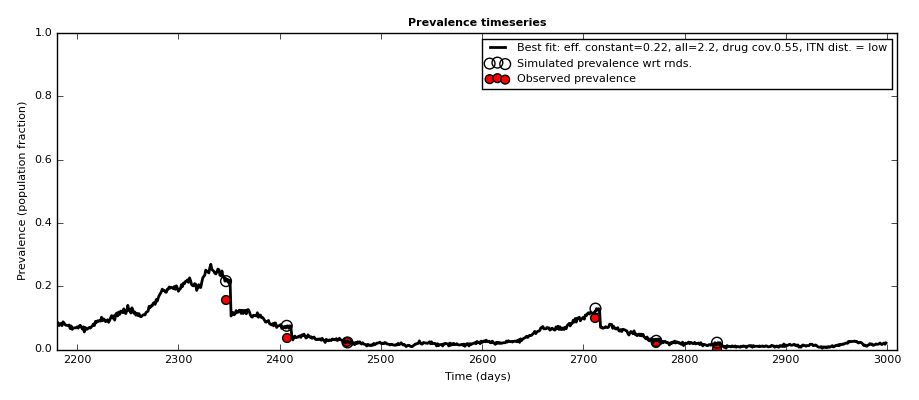 Prevalence timeseries
Best fit: eff. constant=0.22, all=2.2, drug cov.0.55, ITN dist. = low
Simulated prevalence wrt rnds.
Observed prevalence
Prevalence (population fraction)
1.0
0.8
0.6
0.4
0.2
0.0
2200 2300 2400 2500 2600 2700 2800 2900 3000
Time (days)